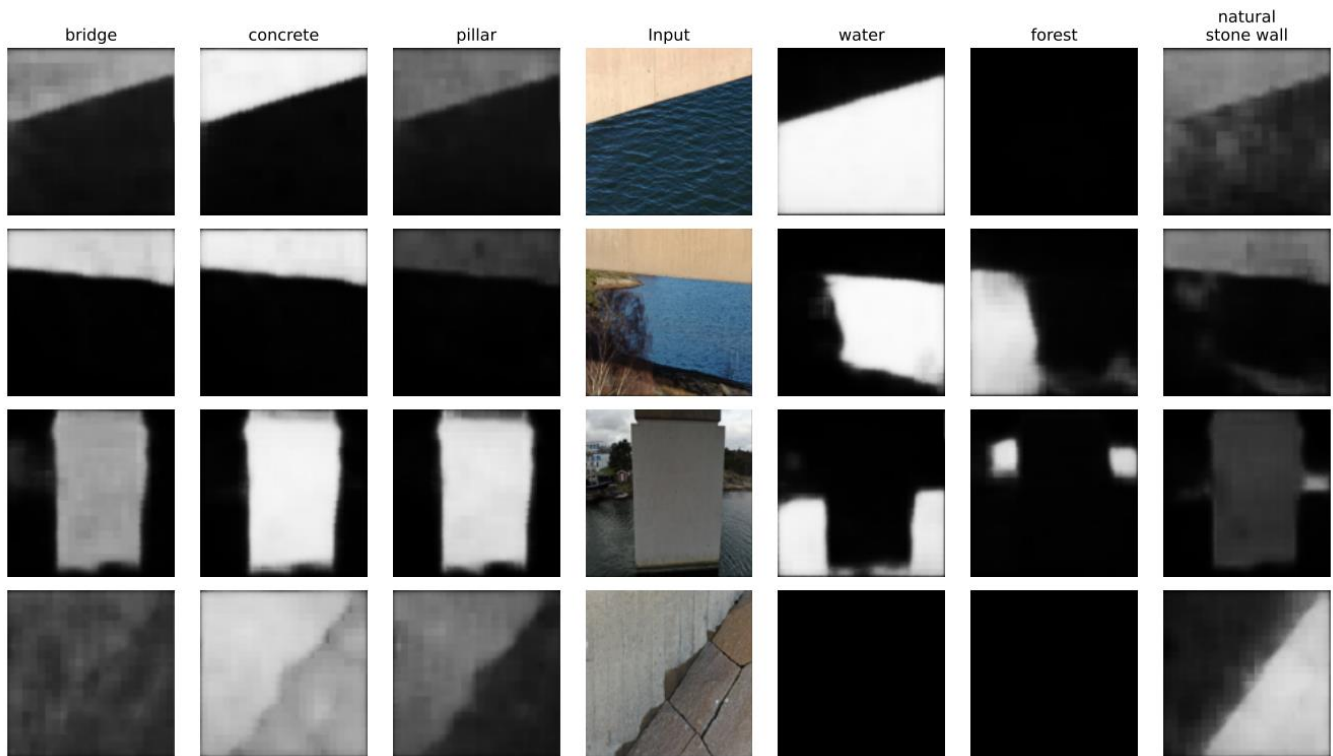 bridge
concrete
pillar
Input
water
forest
natural
stone wall